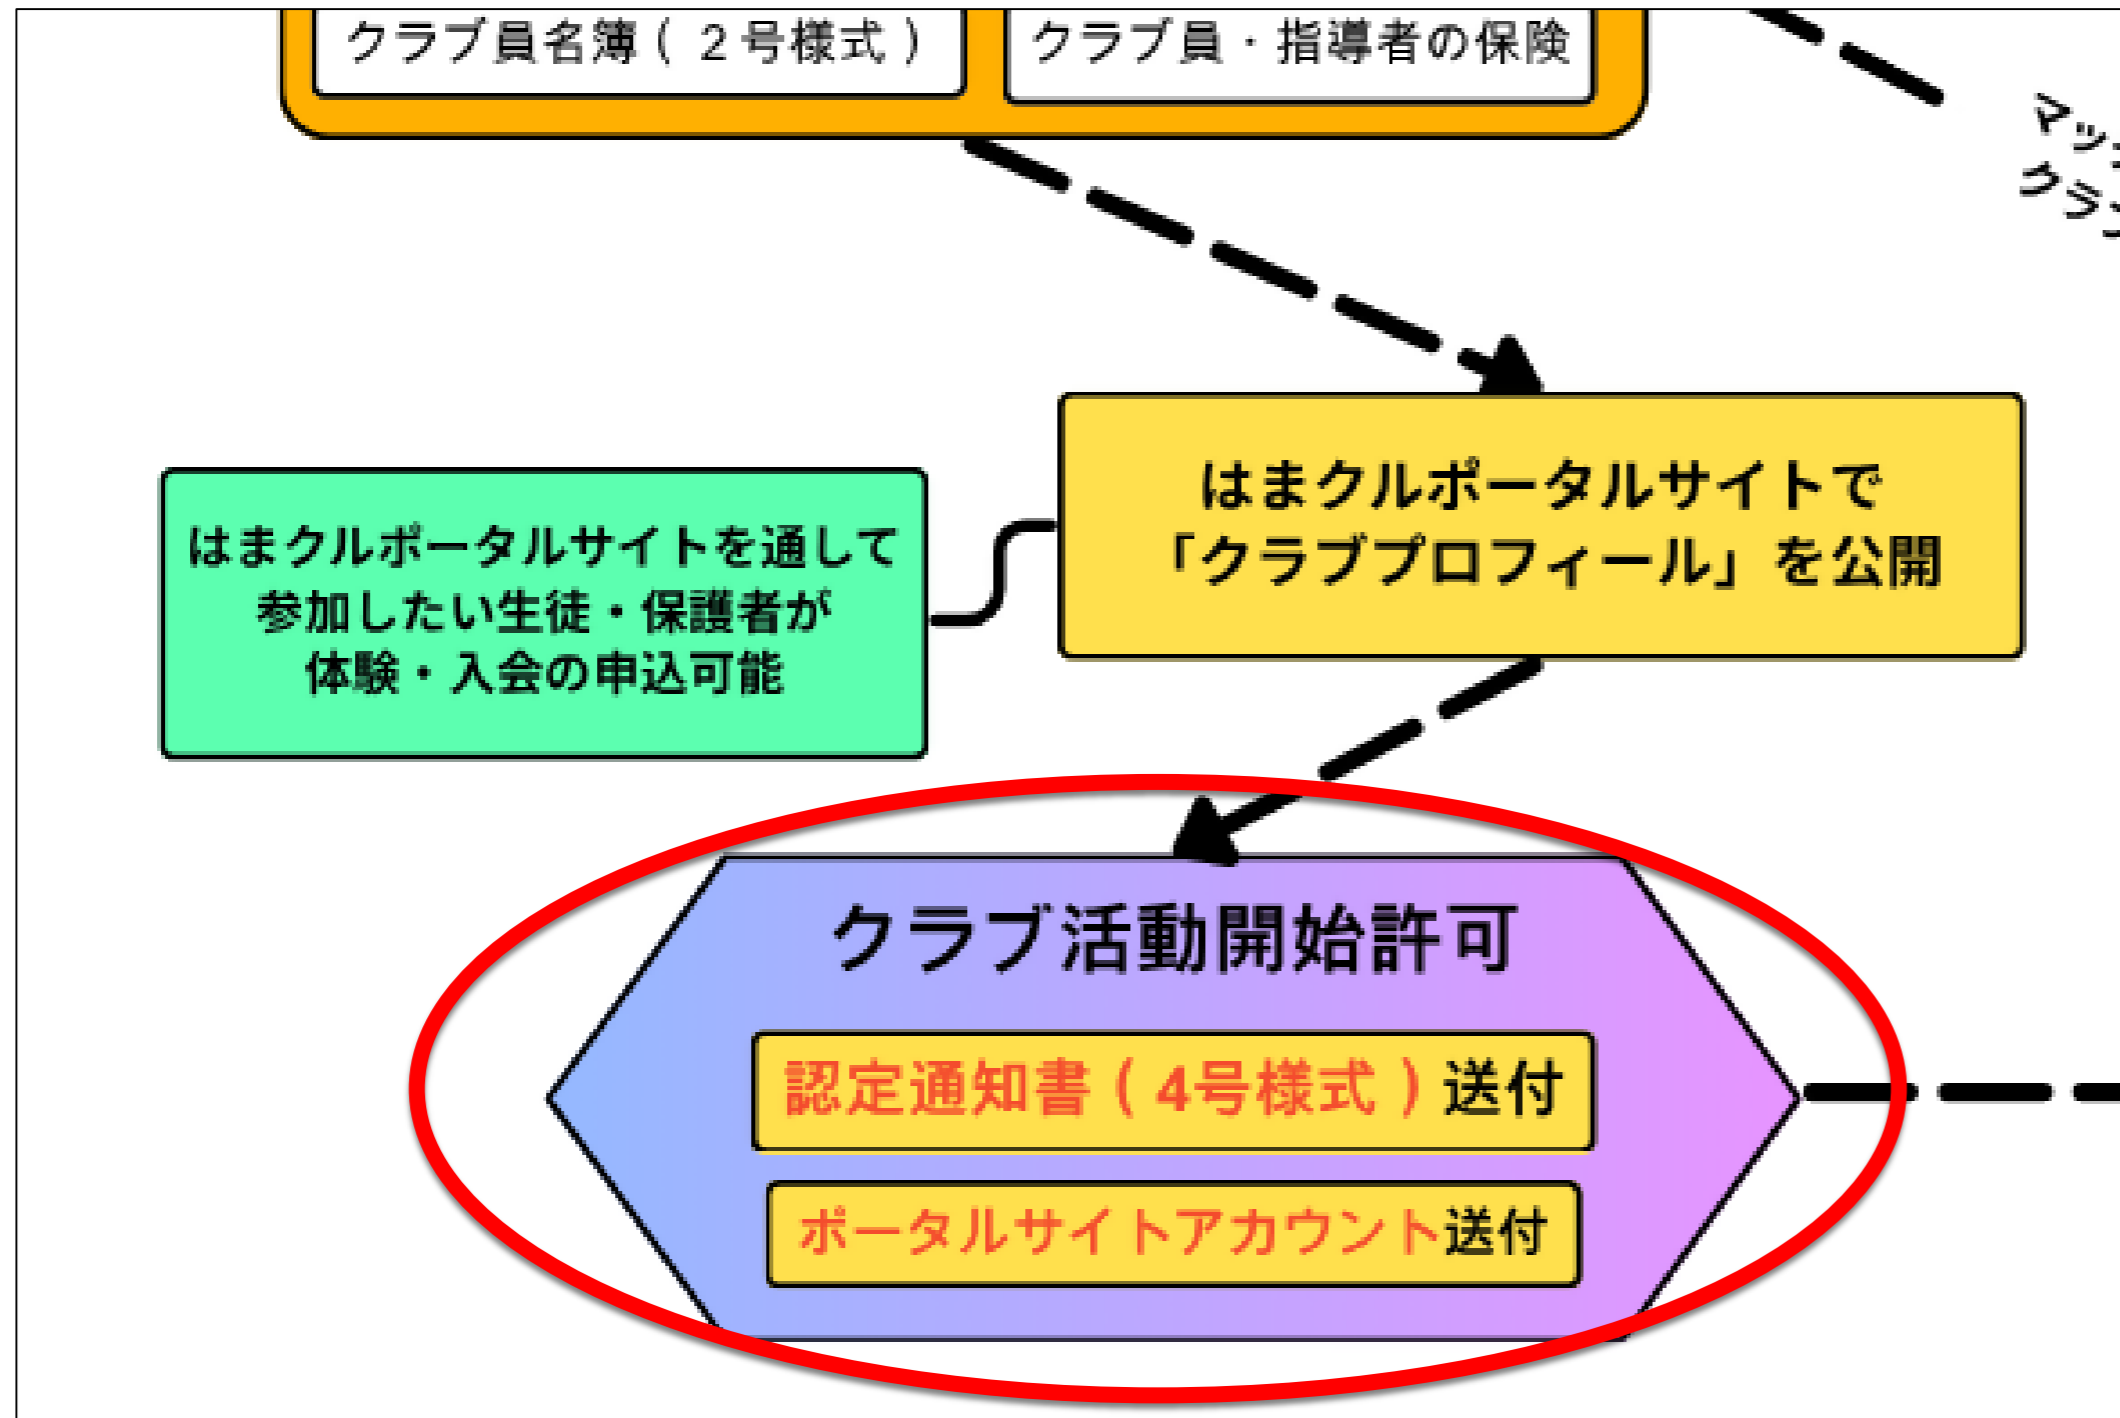 クラブ員名簿(2号様式)
クラブ員・指導者の保険
はまクルポータルサイトで
「クラブプロフィール」を公開
はまクルポータルサイトを通して
参加したい生徒・保護者が
体験・入会の申込可能
クラブ活動開始許可
認定通知書(4号様式)送付
ポータルサイトアカウント送付